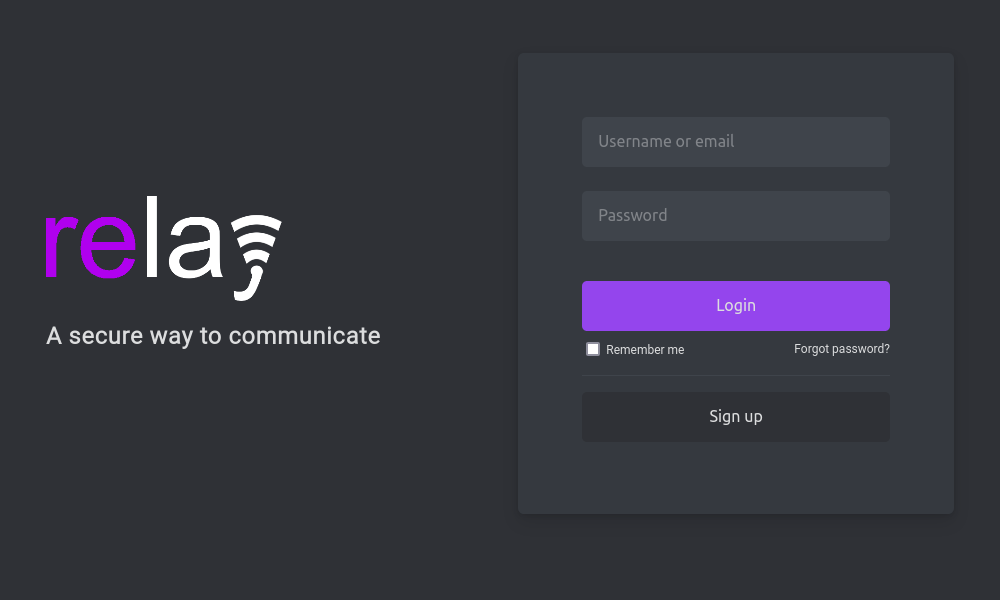 relay
A secure way to communicate
Username or email
Password
Login
Remember me
Forgot password?
Sign up